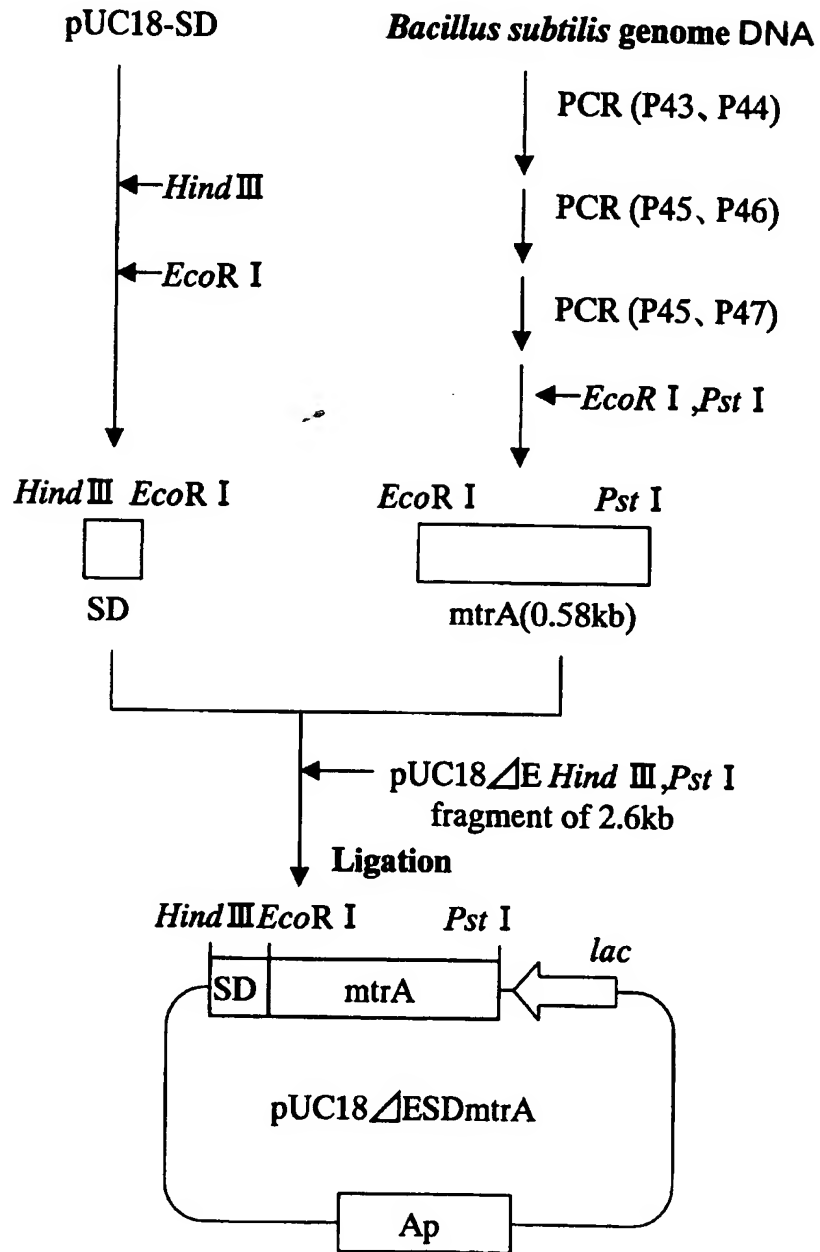 pUC18-SD
Bacillus subtilis genome DNA
PCR (P43、P44)
HindⅢ
PCR (P45、P46)
EcoR Ⅰ
PCR (P45、P47)
EcoR Ⅰ ,Pst Ⅰ
HindⅢ EcoR Ⅰ
EcoR Ⅰ Pst Ⅰ
SD
mtrA(0.58kb)
pUC18⊿E Hind Ⅲ,Pst Ⅰ
fragment of 2.6kb
Ligation
HindⅢEcoR Ⅰ Pst Ⅰ
lac
SD
mtrA
pUC18⊿ESDmtrA
Ap